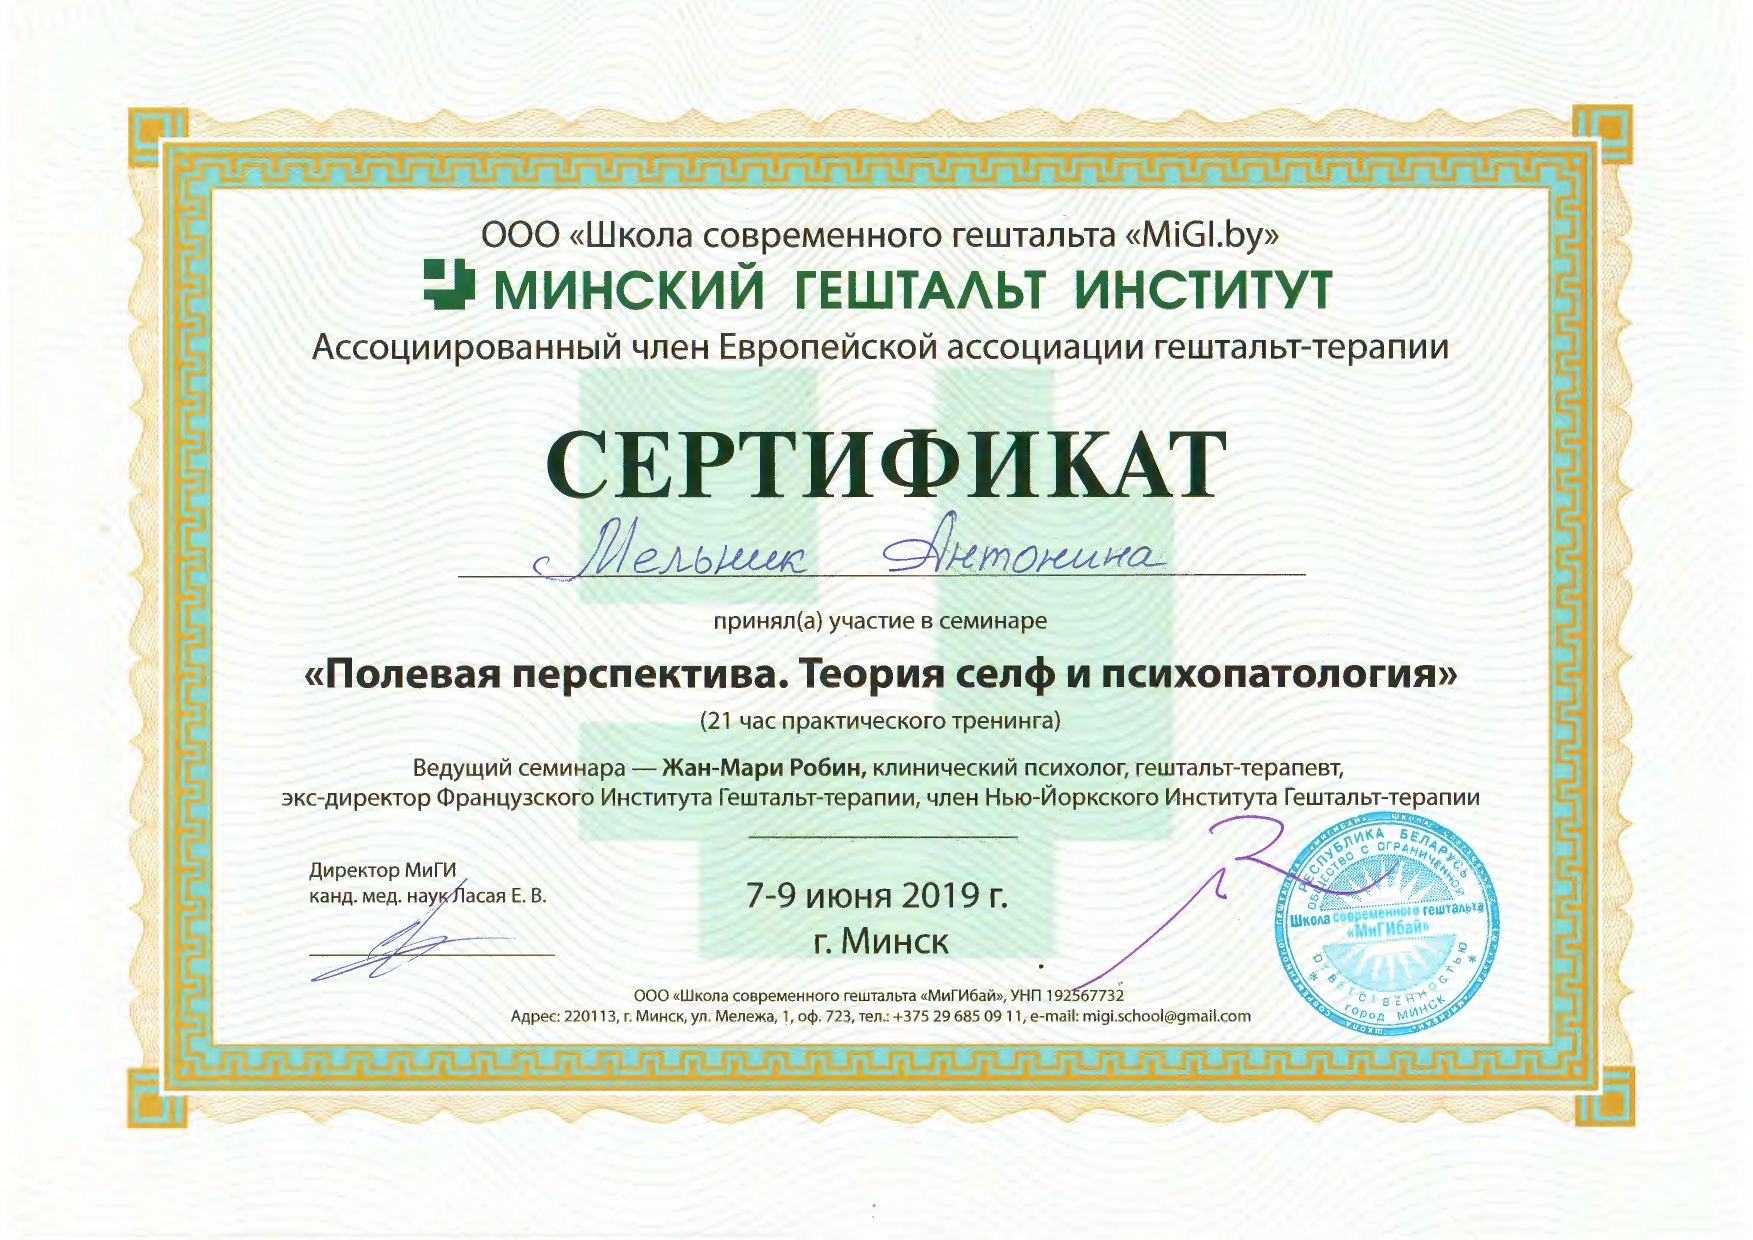 ООО «Школа современного гештальта «MiGI.by»
МИНСКИЙ ГЕШТАЛЬТ ИНСТИТУТ
Ассоциированный член Европейской ассоциации гештальт-терапии
СЕРТИФИКАТ
Мельник Антонина
принял(а) участие в семинаре
«Полевая перспектива. Теория селф и психопатология»
(21 час практического тренинга)
Ведущий семинара — Жан-Мари Робин, клинический психолог, гештальт-терапевт,
экс-директор Французского Института Гештальт-терапии, член Нью-Йоркского Института Гештальт-терапии
Директор МиГИ
канд. мед. наук Ласая Е. В.
7-9 июня 2019 г.
г. Минск
РЕСПУБЛИКА БЕЛАРУСЬ
ОБЩЕСТВО С ОГРАНИЧЕННОЙ
Школа современного гештальта
«МиГИбай»
ОТВЕТСТВЕННОСТЬЮ
город МИНСК
ООО «Школа современного гештальта «МиГИбай», УНП 192567732
Адрес: 220113, г. Минск, ул. Мележа, 1, оф. 723, тел.: +375 29 685 09 11, e-mail: migi.school@gmail.com